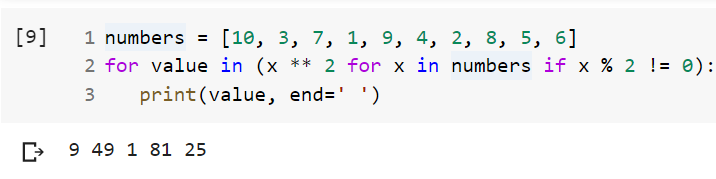 [9] 1 numbers = [10, 3, 7, 1, 9, 4, 2, 8, 5, 6]
2 for value in (x ** 2 for x in numbers if x % 2 != 0):
3    print(value, end=' ')
9 49 1 81 25